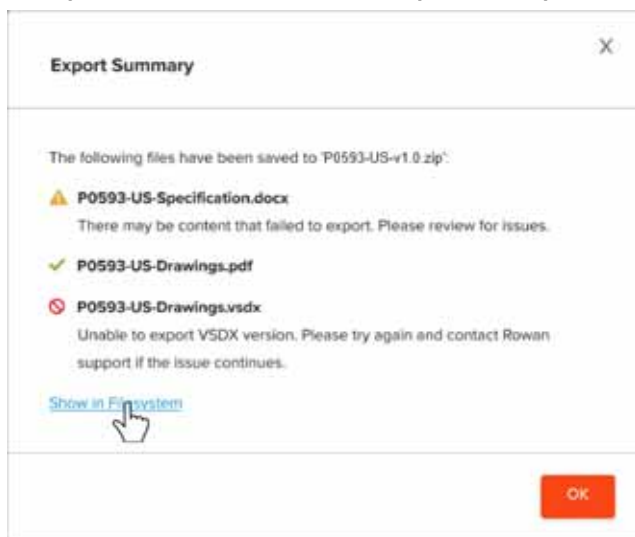 Export Summary
X
The following files have been saved to 'P0593-US-v1.0.zip':
P0593-US-Specification.docx
There may be content that failed to export. Please review for issues.
P0593-US-Drawings.pdf
P0593-US-Drawings.vsdx
Unable to export VSDX version. Please try again and contact Rowan
support if the issue continues.
Show in Filesystem
OK